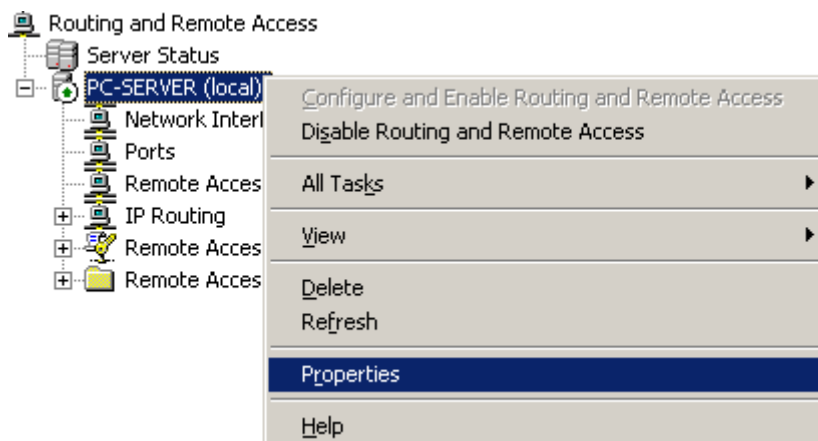 Routing and Remote Access
Server Status
PC-SERVER (local)
Network Interf
Ports
Remote Acces
IP Routing
Remote Acces
Remote Acces
Configure and Enable Routing and Remote Access
Disable Routing and Remote Access
All Tasks
View
Delete
Refresh
Properties
Help